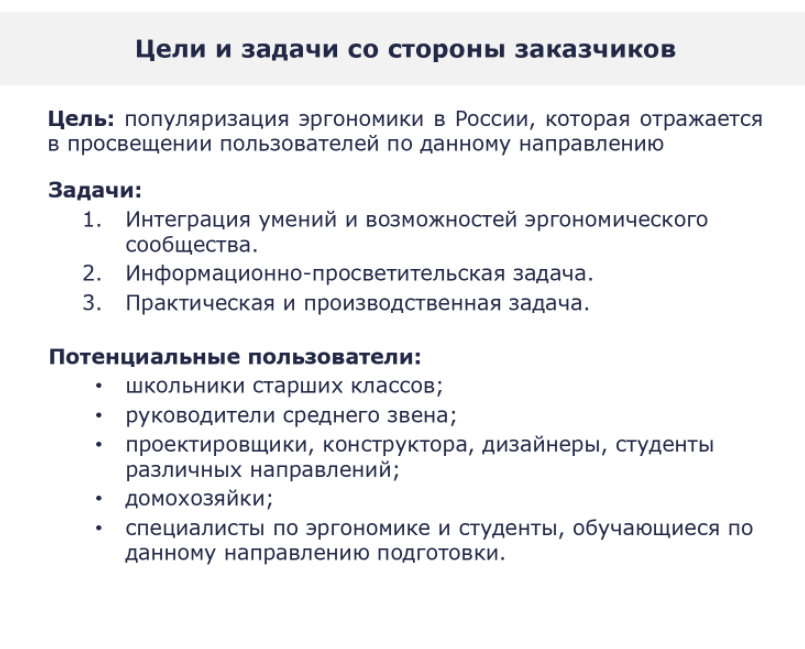 Цели и задачи со стороны заказчиков
Цель: популяризация эргономики в России, которая отражается
в просвещении пользователей по данному направлению
Задачи:
1. Интеграция умений и возможностей эргономического
сообщества.
2. Информационно-просветительская задача.
3. Практическая и производственная задача.
Потенциальные пользователи:
• школьники старших классов;
• руководители среднего звена;
• проектировщики, конструктора, дизайнеры, студенты
различных направлений;
• домохозяйки;
• специалисты по эргономике и студенты, обучающиеся по
данному направлению подготовки.